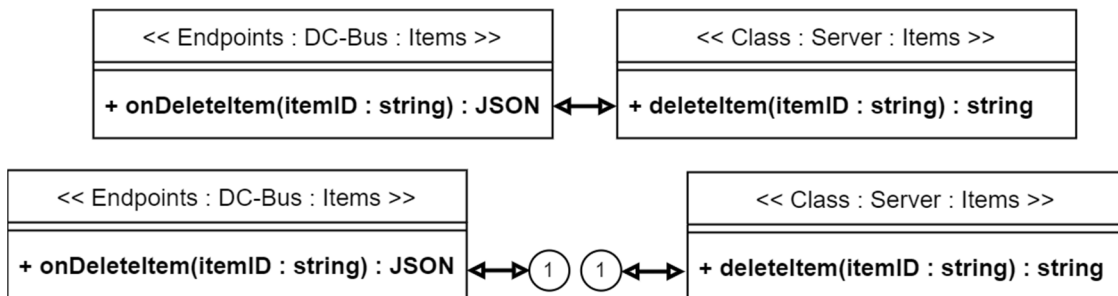 << Endpoints : DC-Bus : Items >>
<< Class : Server : Items >>
+ onDeleteItem(itemID : string) : JSON
+ deleteItem(itemID : string) : string
<< Endpoints : DC-Bus : Items >>
<< Class : Server : Items >>
+ onDeleteItem(itemID : string) : JSON
1
1
+ deleteItem(itemID : string) : string